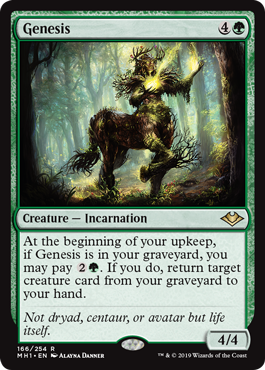 Genesis 4
Creature — Incarnation
At the beginning of your upkeep,
if Genesis is in your graveyard, you
may pay 2. If you do, return target
creature card from your graveyard to
your hand.
Not dryad, centaur, or avatar but life
itself.
166/254 R
MH1 • EN ALAYNA DANNER
™ & © 2019 Wizards of the Coast
4/4